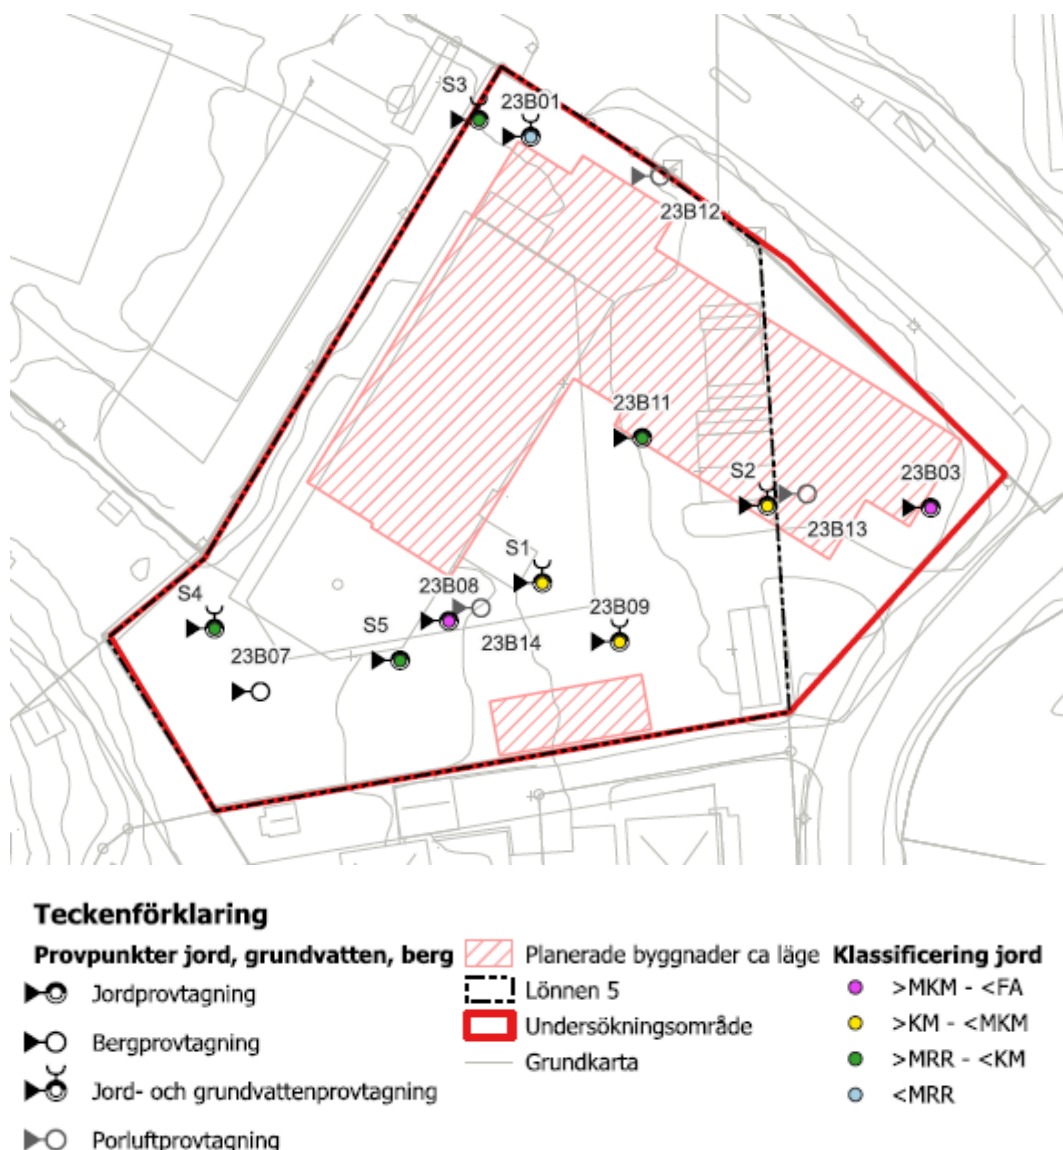 S3
23B01
23B12
23B11
S2
23B03
23B13
S1
23B08
S4
23B09
S5
23B14
23B07
Teckenförklaring
Provpunkter jord, grundvatten, berg
Jordprovtagning
Bergprovtagning
Jord- och grundvattenprovtagning
Porluftprovtagning
Planerade byggnader ca läge
Lönnen 5
Undersökningsområde
Grundkarta
Klassificering jord
>MKM - <FA
>KM - <MKM
>MRR - <KM
<MRR